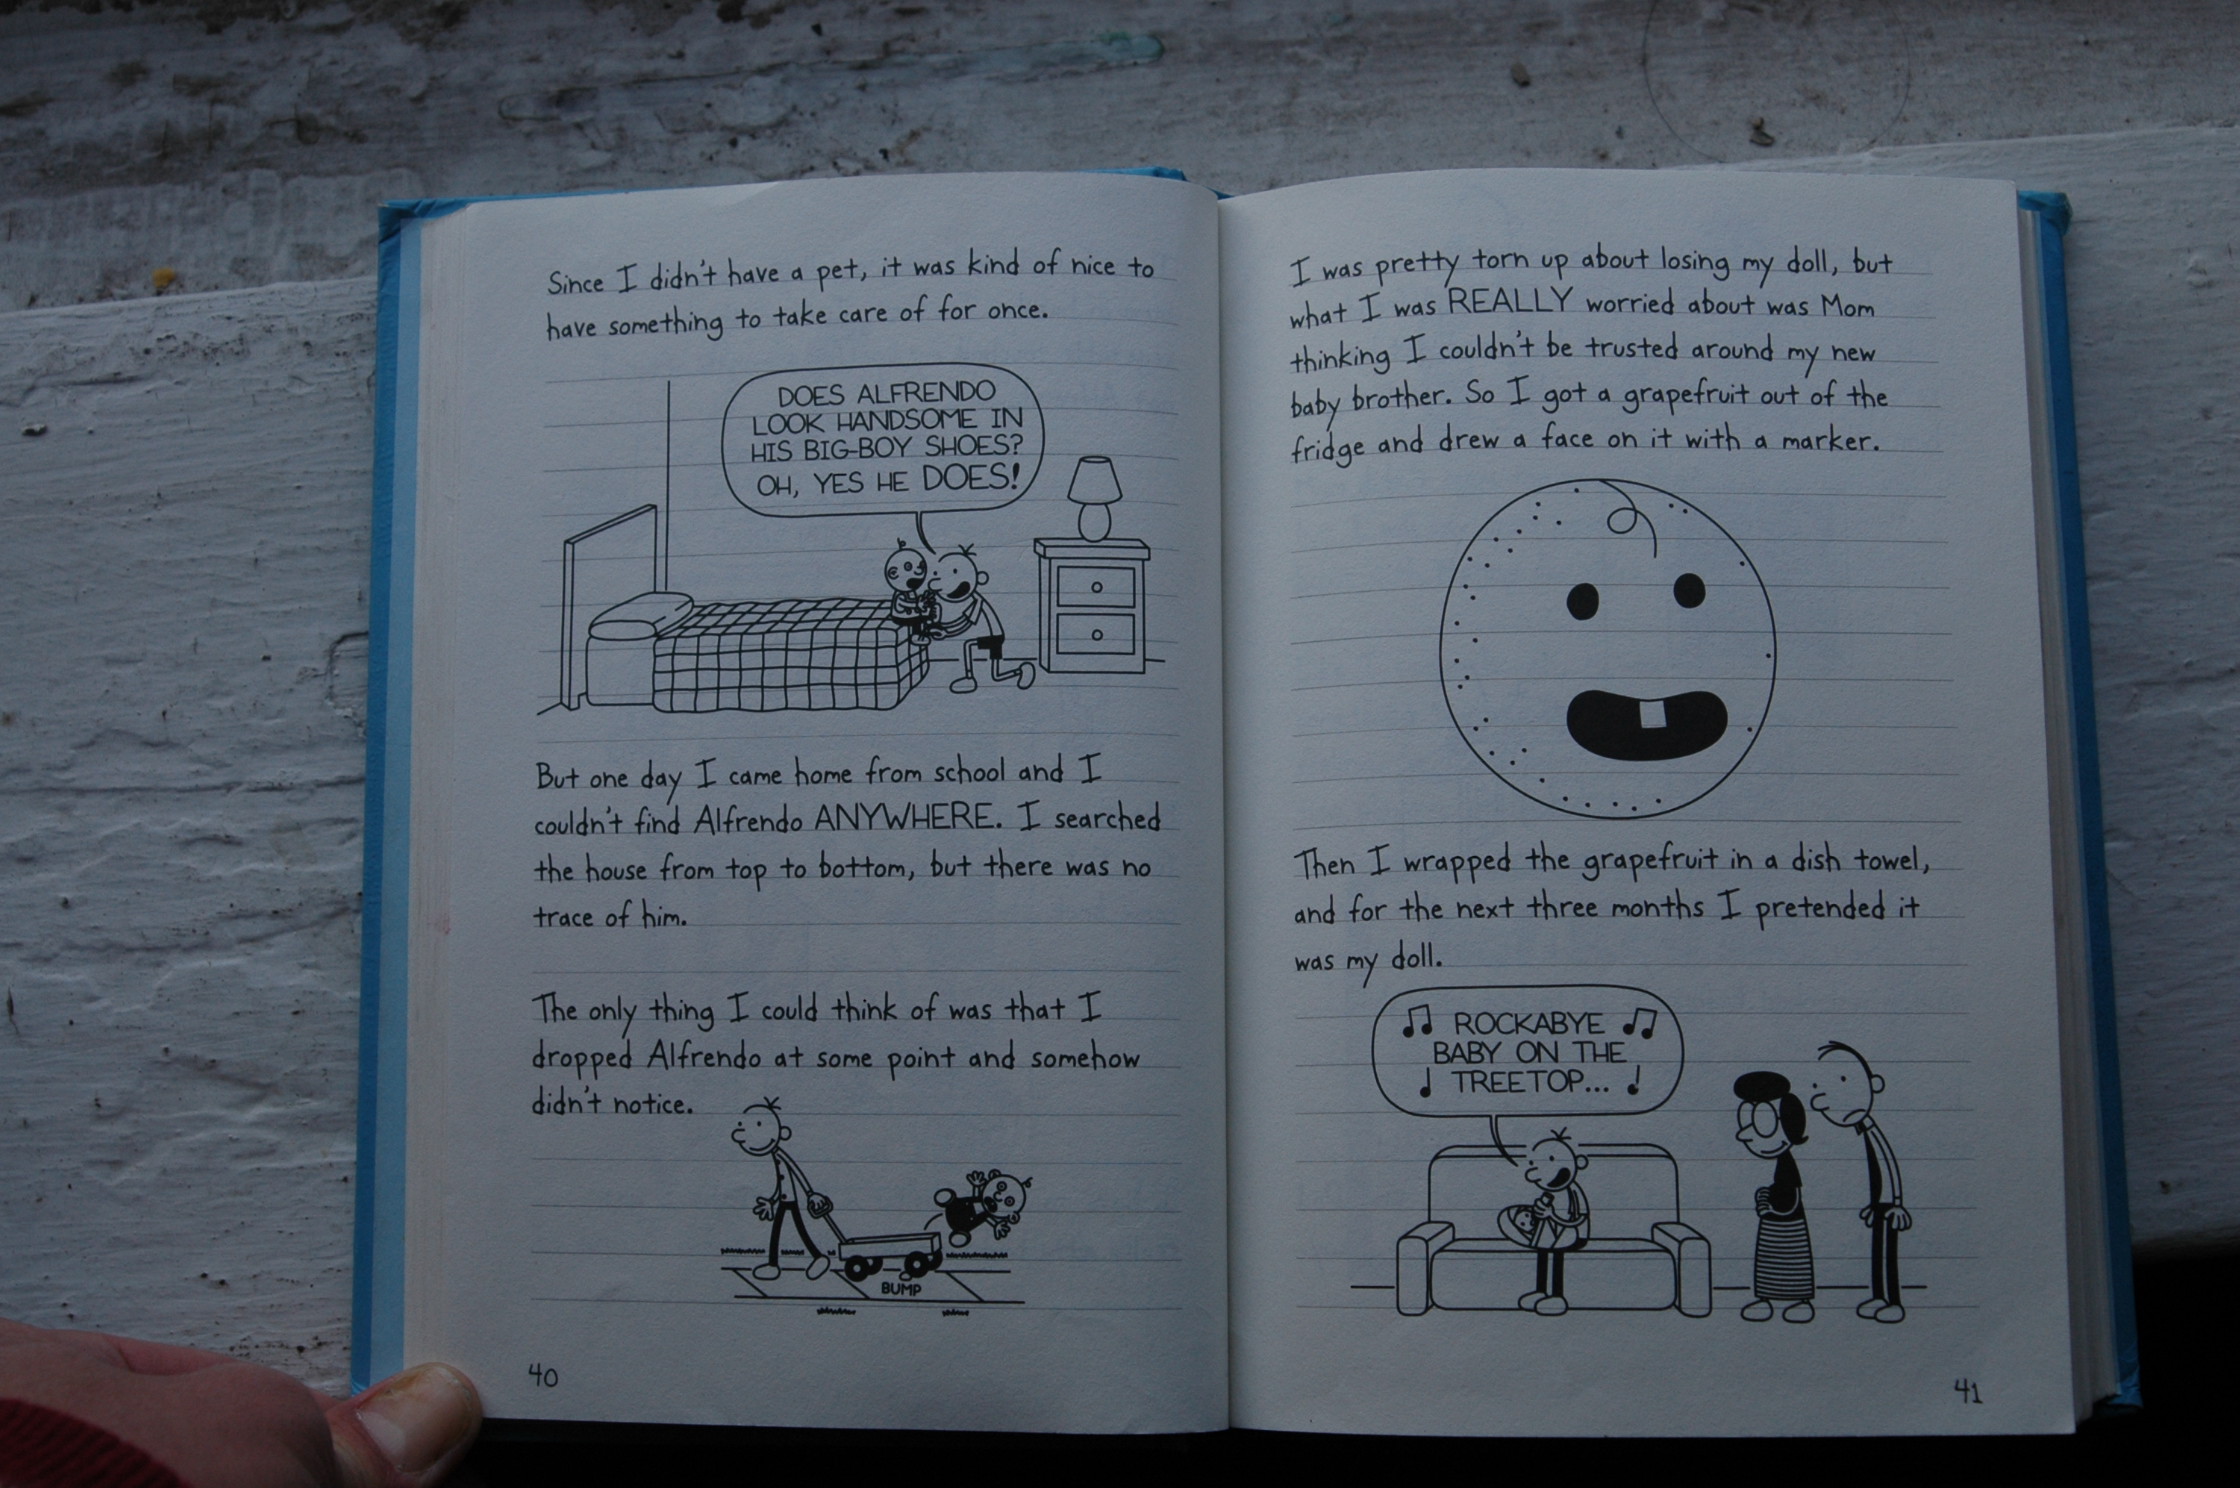 Since I didn't have a pet, it was kind of nice to
have something to take care of for once.
DOES ALFRENDO
LOOK HANDSOME IN
HIS BIG-BOY SHOES?
OH, YES HE DOES!
But one day I came home from school and I
couldn't find Alfrendo ANYWHERE. I searched
the house from top to bottom, but there was no
trace of him.
The only thing I could think of was that I
dropped Alfrendo at some point and somehow
didn't notice.
BUMP
40
I was pretty torn up about losing my doll, but
what I was REALLY worried about was Mom
thinking I couldn't be trusted around my new
baby brother. So I got a grapefruit out of the
fridge and drew a face on it with a marker.
Then I wrapped the grapefruit in a dish towel,
and for the next three months I pretended it
was my doll.
♫ ROCKABYE ♫
BABY ON THE
♩ TREETOP... ♩
41